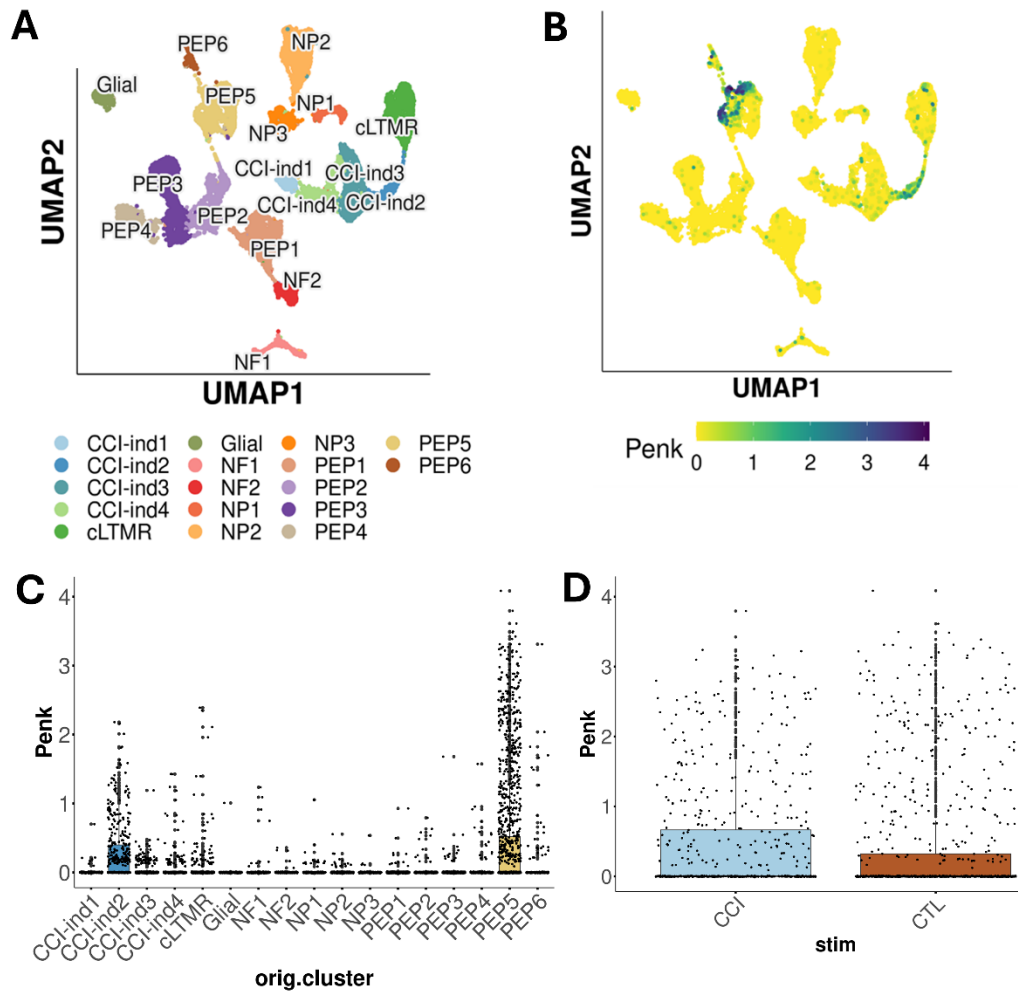 A
PEP6
NP2
Glial
PEP5
NP1
NP3
cLTMR
CCI-ind1
CCI-ind3
PEP3
CCI-ind4
CCI-ind2
PEP4
PEP2
PEP1
NF2
NF1
UMAP2
UMAP1
CCI-ind1
CCI-ind2
CCI-ind3
CCI-ind4
cLTMR
Glial
NF1
NF2
NP1
NP2
NP3
PEP1
PEP2
PEP3
PEP4
PEP5
PEP6
B
UMAP2
UMAP1
Penk
0 1 2 3 4
C
Penk
4
3
2
1
0
CCI-ind1
CCI-ind2
CCI-ind3
CCI-ind4
cLTMR
Glial
NF1
NF2
NP1
NP2
NP3
PEP1
PEP2
PEP3
PEP4
PEP5
PEP6
orig.cluster
D
Penk
4
3
2
1
0
CCI
CTL
stim